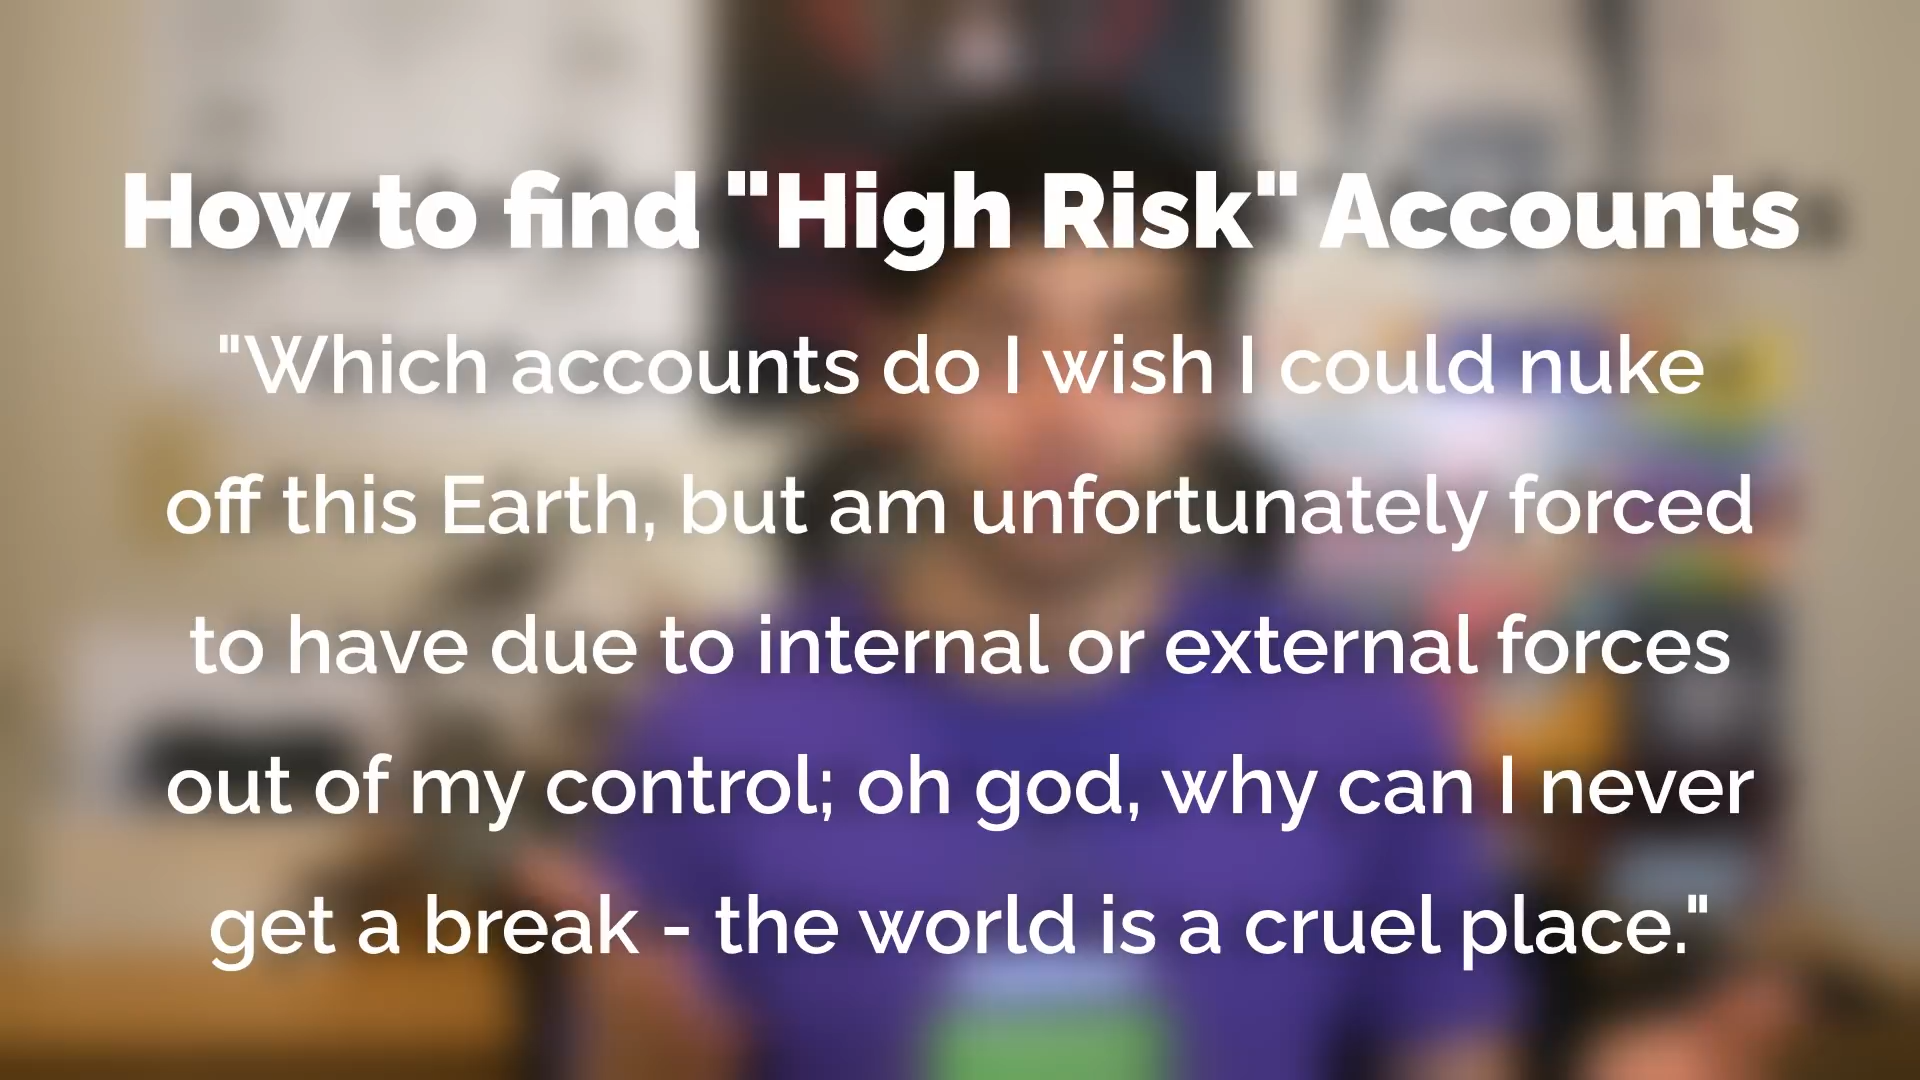 How to find "High Risk" Accounts
"Which accounts do I wish I could nuke
off this Earth, but am unfortunately forced
to have due to internal or external forces
out of my control; oh god, why can I never
get a break - the world is a cruel place."